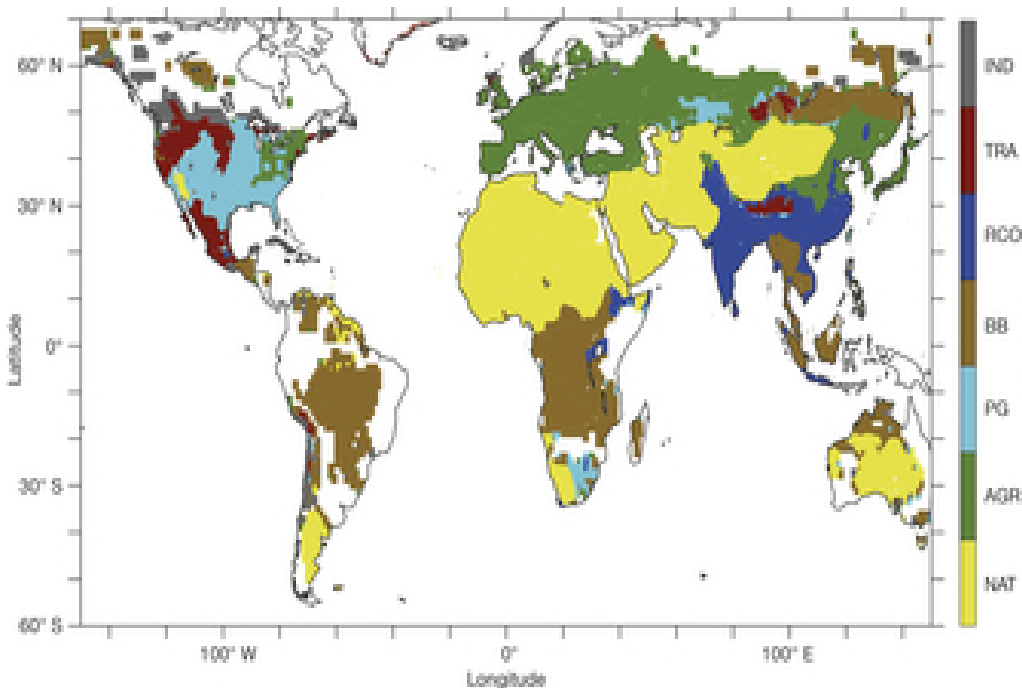 60° N
30° N
0°
30° S
60° S
Latitude
100° W
0°
100° E
Longitude
IND
TRA
RCO
BB
PG
AGR
NAT